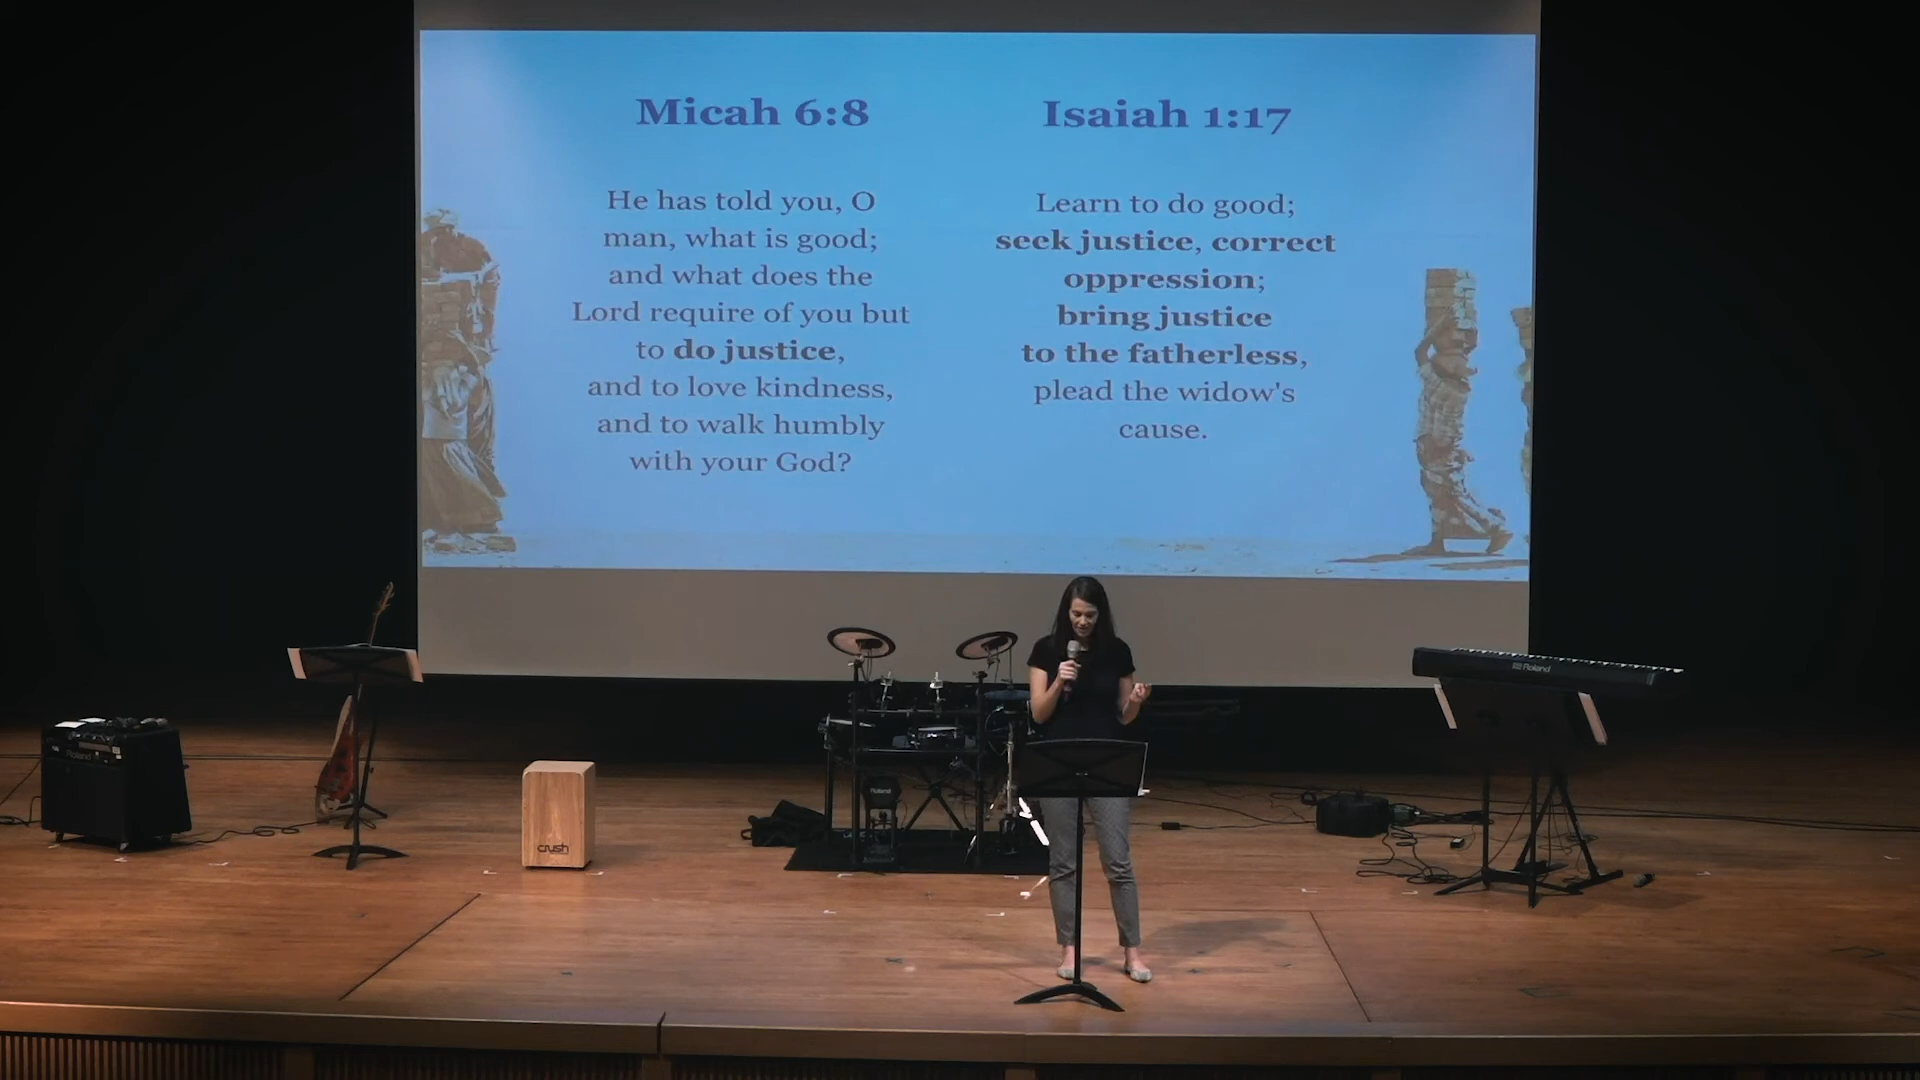 Micah 6:8
He has told you, O
man, what is good;
and what does the
Lord require of you but
to do justice,
and to love kindness,
and to walk humbly
with your God?
Isaiah 1:17
Learn to do good;
seek justice, correct
oppression;
bring justice
to the fatherless,
plead the widow's
cause.
Roland
Roland
crush
Roland